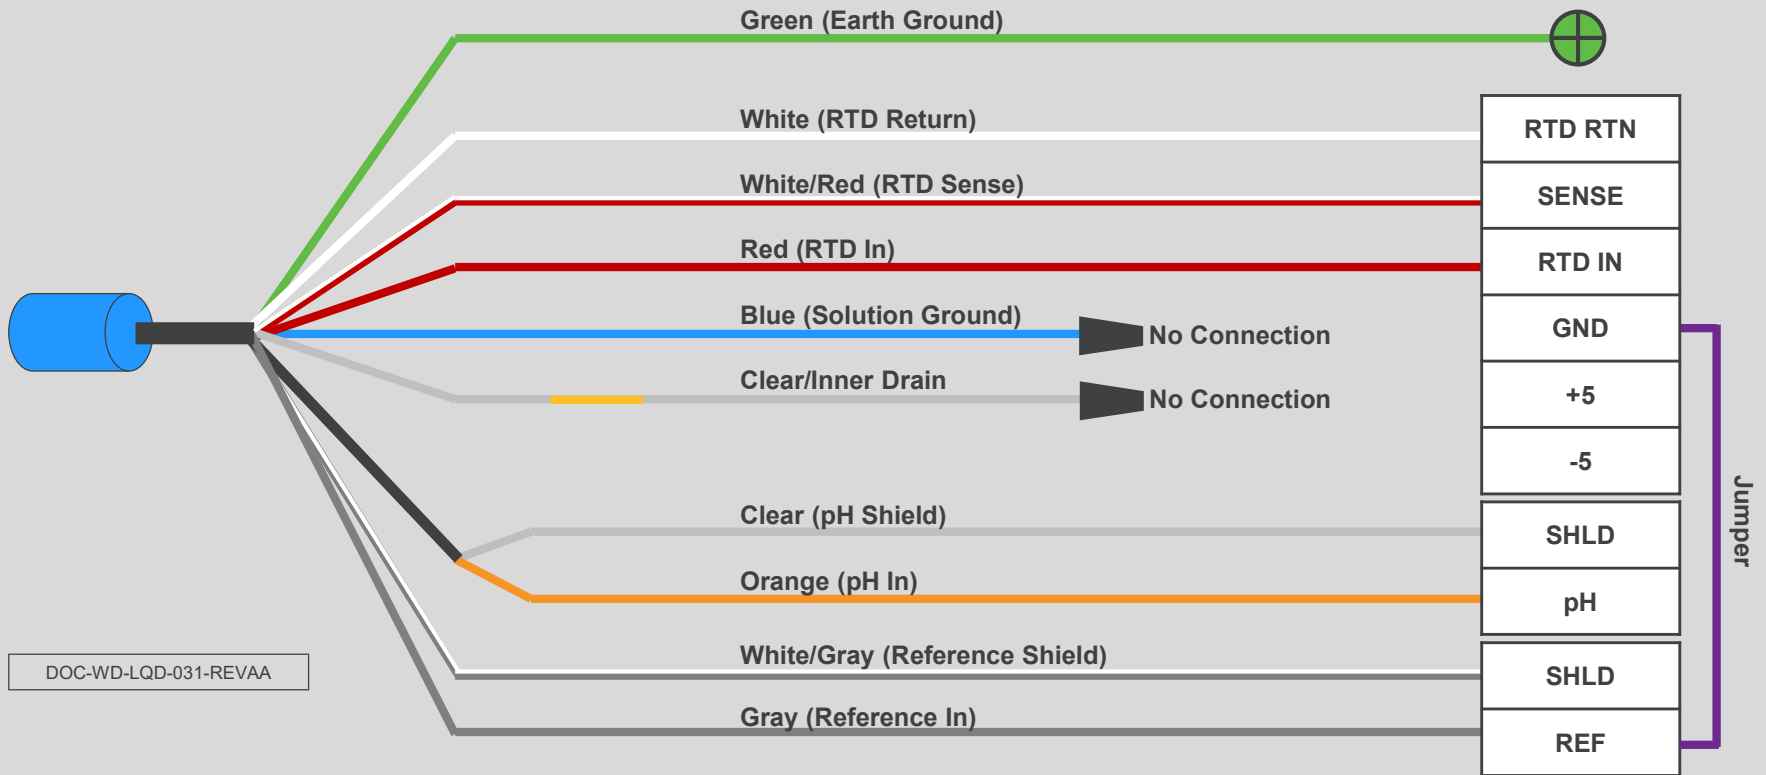 Green (Earth Ground)
White (RTD Return)
RTD RTN
White/Red (RTD Sense)
SENSE
Red (RTD In)
RTD IN
Blue (Solution Ground)
No Connection
GND
Clear/Inner Drain
No Connection
+5
-5
Jumper
Clear (pH Shield)
SHLD
Orange (pH In)
pH
White/Gray (Reference Shield)
SHLD
DOC-WD-LQD-031-REVAA
Gray (Reference In)
REF